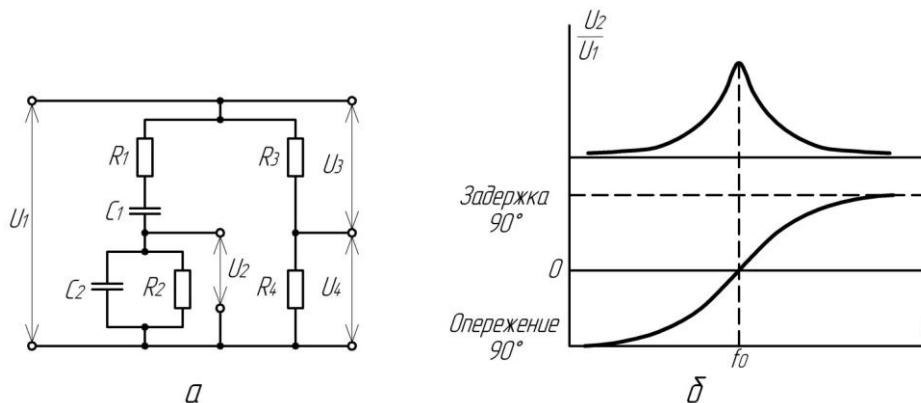 U1
R1
C1
C2
R2
U2
R3
R4
U3
U4
а
U2
U1
Задержка
90°
0
Опережение
90°
f0
б